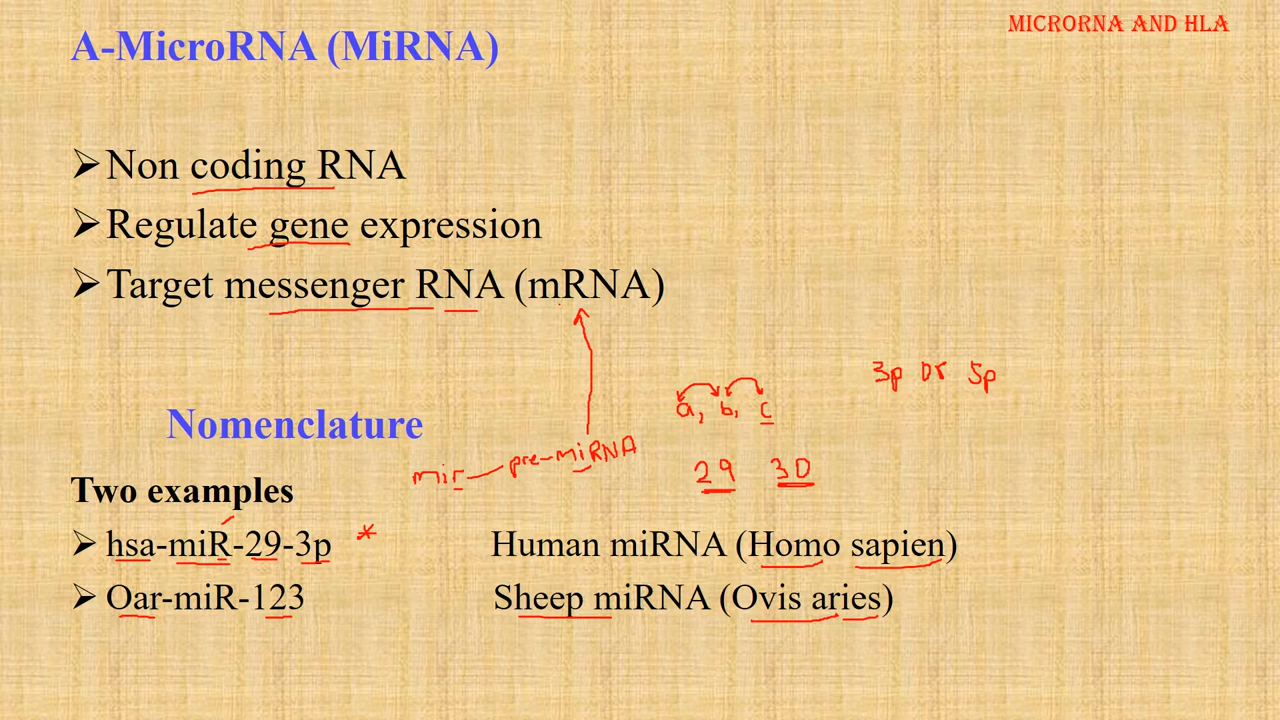 MICRORNA AND HLA
A-MicroRNA (MiRNA)
➢Non coding RNA
➢Regulate gene expression
➢Target messenger RNA (mRNA)
3p or 5p
a, b, c
Nomenclature
mir — pre-miRNA
29 30
Two examples
➢ hsa-miR-29-3p * Human miRNA (Homo sapien)
➢ Oar-miR-123 Sheep miRNA (Ovis aries)